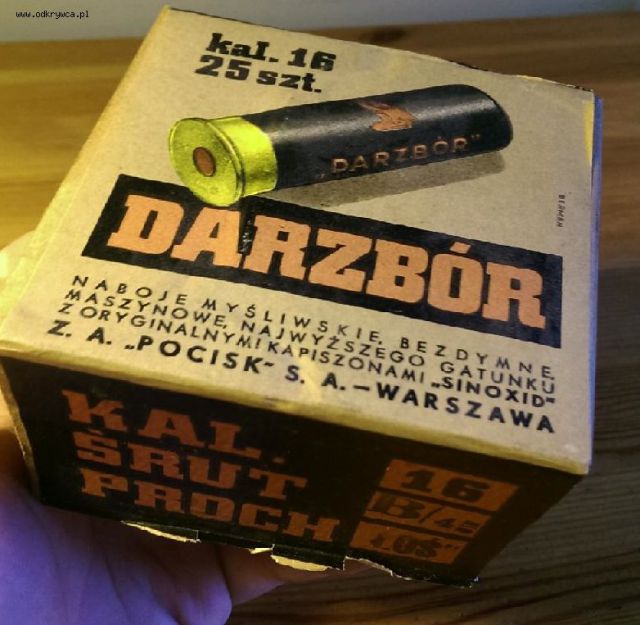 www.odkrywca.pl
kal. 16
25 szt.
„DARZBÓR"
DARZBÓR
NABOJE MYŚLIWSKIE, BEZDYMNE,
MASZYNOWE, NAJWYŻSZEGO GATUNKU
Z ORYGINALNYMI KAPISZONAMI „SINOXID"
Z. A. „POCISK" S. A. – WARSZAWA
KAL. 16
ŚRUT
PROCH